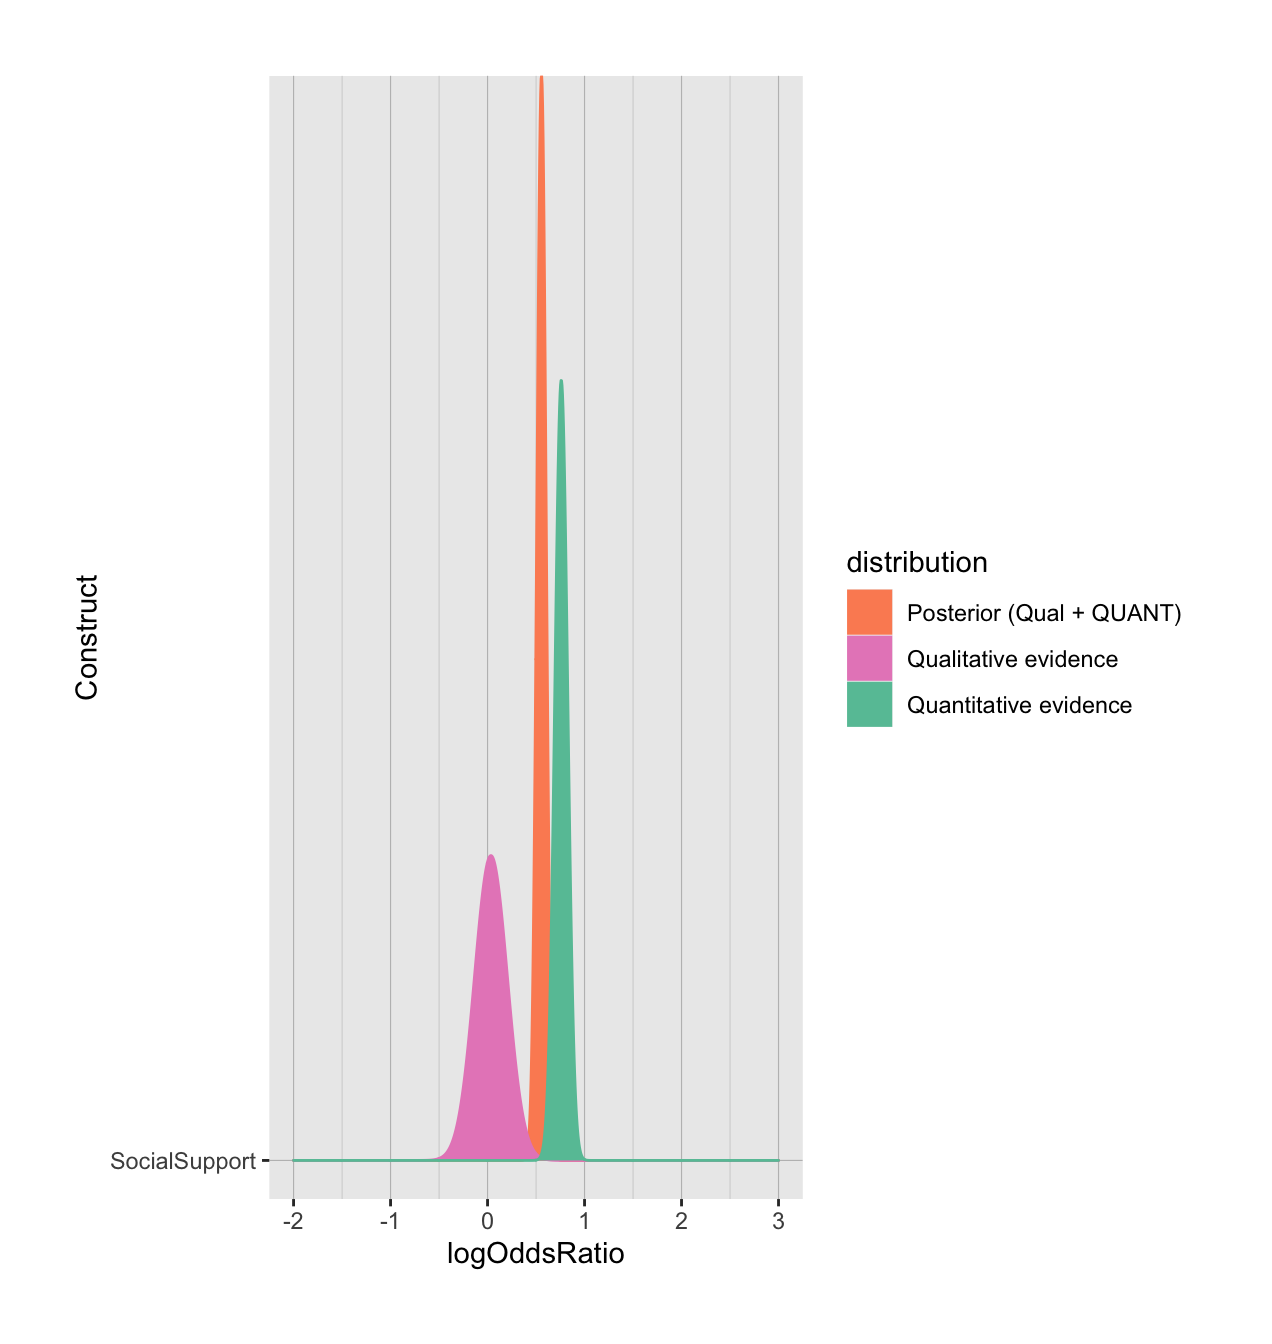 Construct
SocialSupport
-2 -1 0 1 2 3
logOddsRatio
distribution
Posterior (Qual + QUANT)
Qualitative evidence
Quantitative evidence